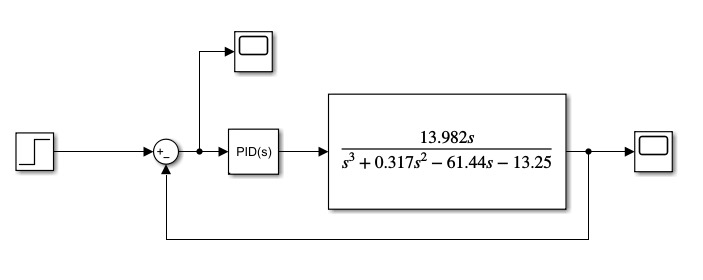 +
−
PID(s)
13.982s
s³ + 0.317s² − 61.44s − 13.25